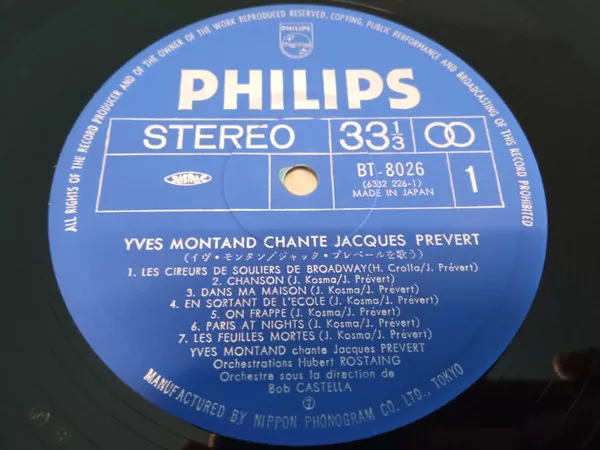 ALL RIGHTS OF THE RECORD PRODUCER AND OF THE OWNER OF THE WORK REPRODUCED RESERVED, COPYING, PUBLIC PERFORMANCE AND BROADCASTING OF THIS RECORD PROHIBITED
PHILIPS
PHILIPS
STEREO 33 1/3
BT-8026
(6332 226-1)
MADE IN JAPAN
1
JASRAC
YVES MONTAND CHANTE JACQUES PREVERT
(イヴ・モンタン/ジャック・プレベールを歌う)
1. LES CIREURS DE SOULIERS DE BROADWAY(H. Crolla/J. Prévert)
2. CHANSON (J. Kosma/J. Prévert)
3. DANS MA MAISON (J. Kosma/J. Prévert)
4. EN SORTANT DE L'ECOLE (J. Kosma/J. Prévert)
5. ON FRAPPE (J. Kosma/J. Prévert)
6. PARIS AT NIGHTS (J. Kosma/J. Prévert)
7. LES FEUILLES MORTES (J. Kosma/J. Prévert)
YVES MONTAND chante Jacques PREVERT
Orchestrations Hubert ROSTAING
Orchestre sous la direction de
Bob CASTELLA
MANUFACTURED BY NIPPON PHONOGRAM CO. LTD., TOKYO